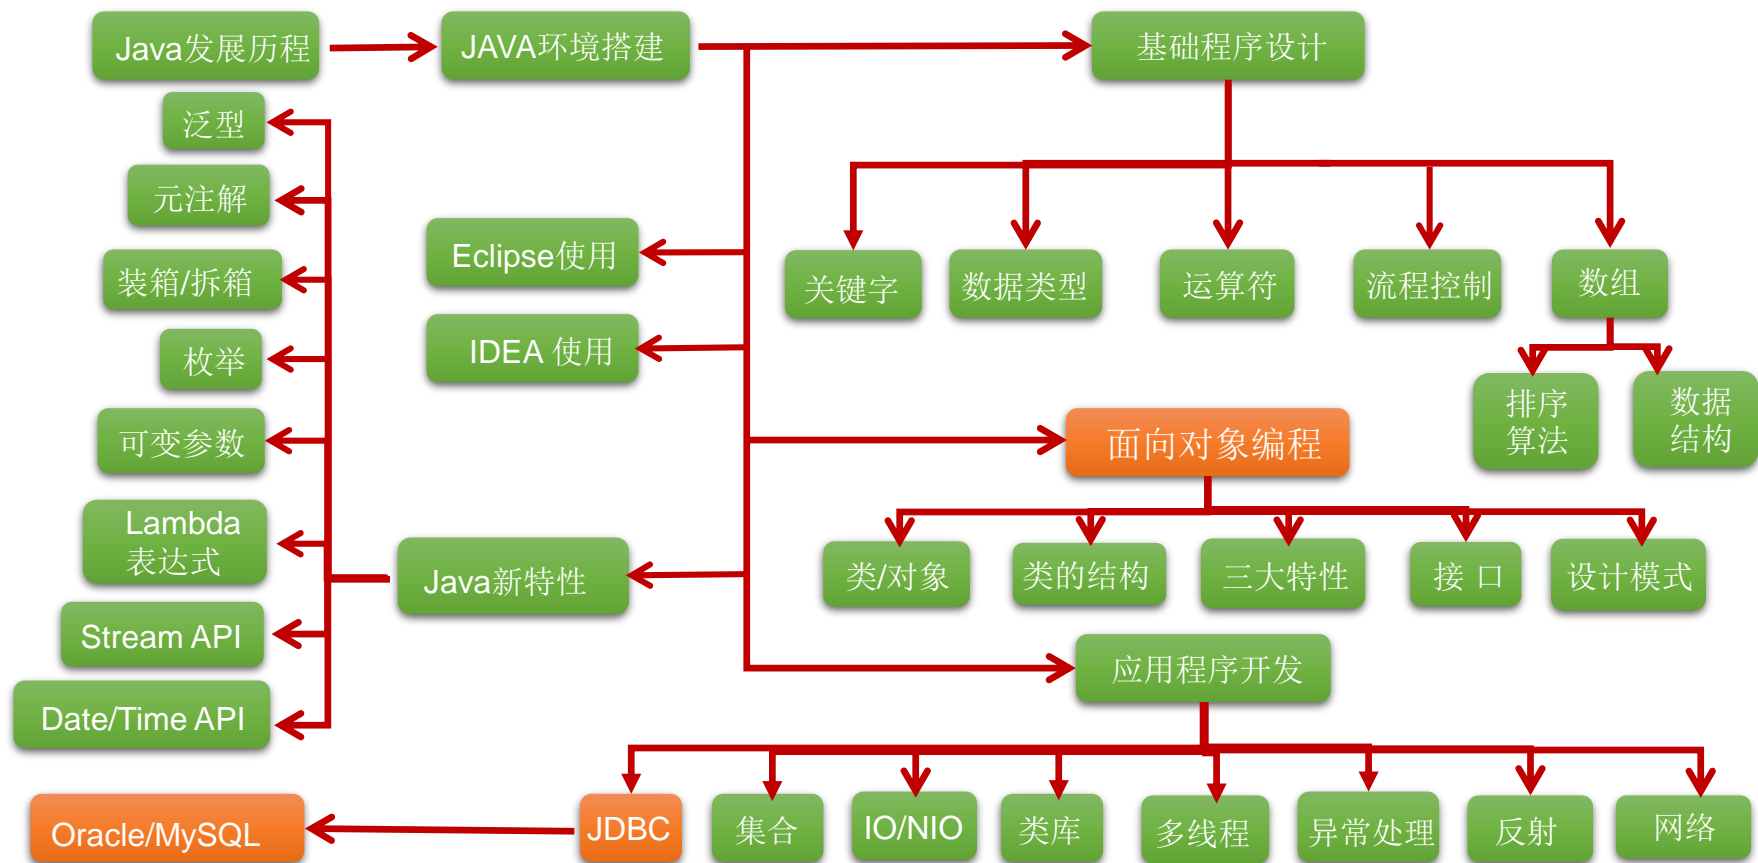 Java发展历程
JAVA环境搭建
基础程序设计
泛型
元注解
装箱/拆箱
枚举
可变参数
Lambda
表达式
Stream API
Date/Time API
Eclipse使用
IDEA 使用
Java新特性
关键字
数据类型
运算符
流程控制
数组
排序
算法
数据
结构
面向对象编程
类/对象
类的结构
三大特性
接 口
设计模式
应用程序开发
Oracle/MySQL
JDBC
集合
IO/NIO
类库
多线程
异常处理
反射
网络